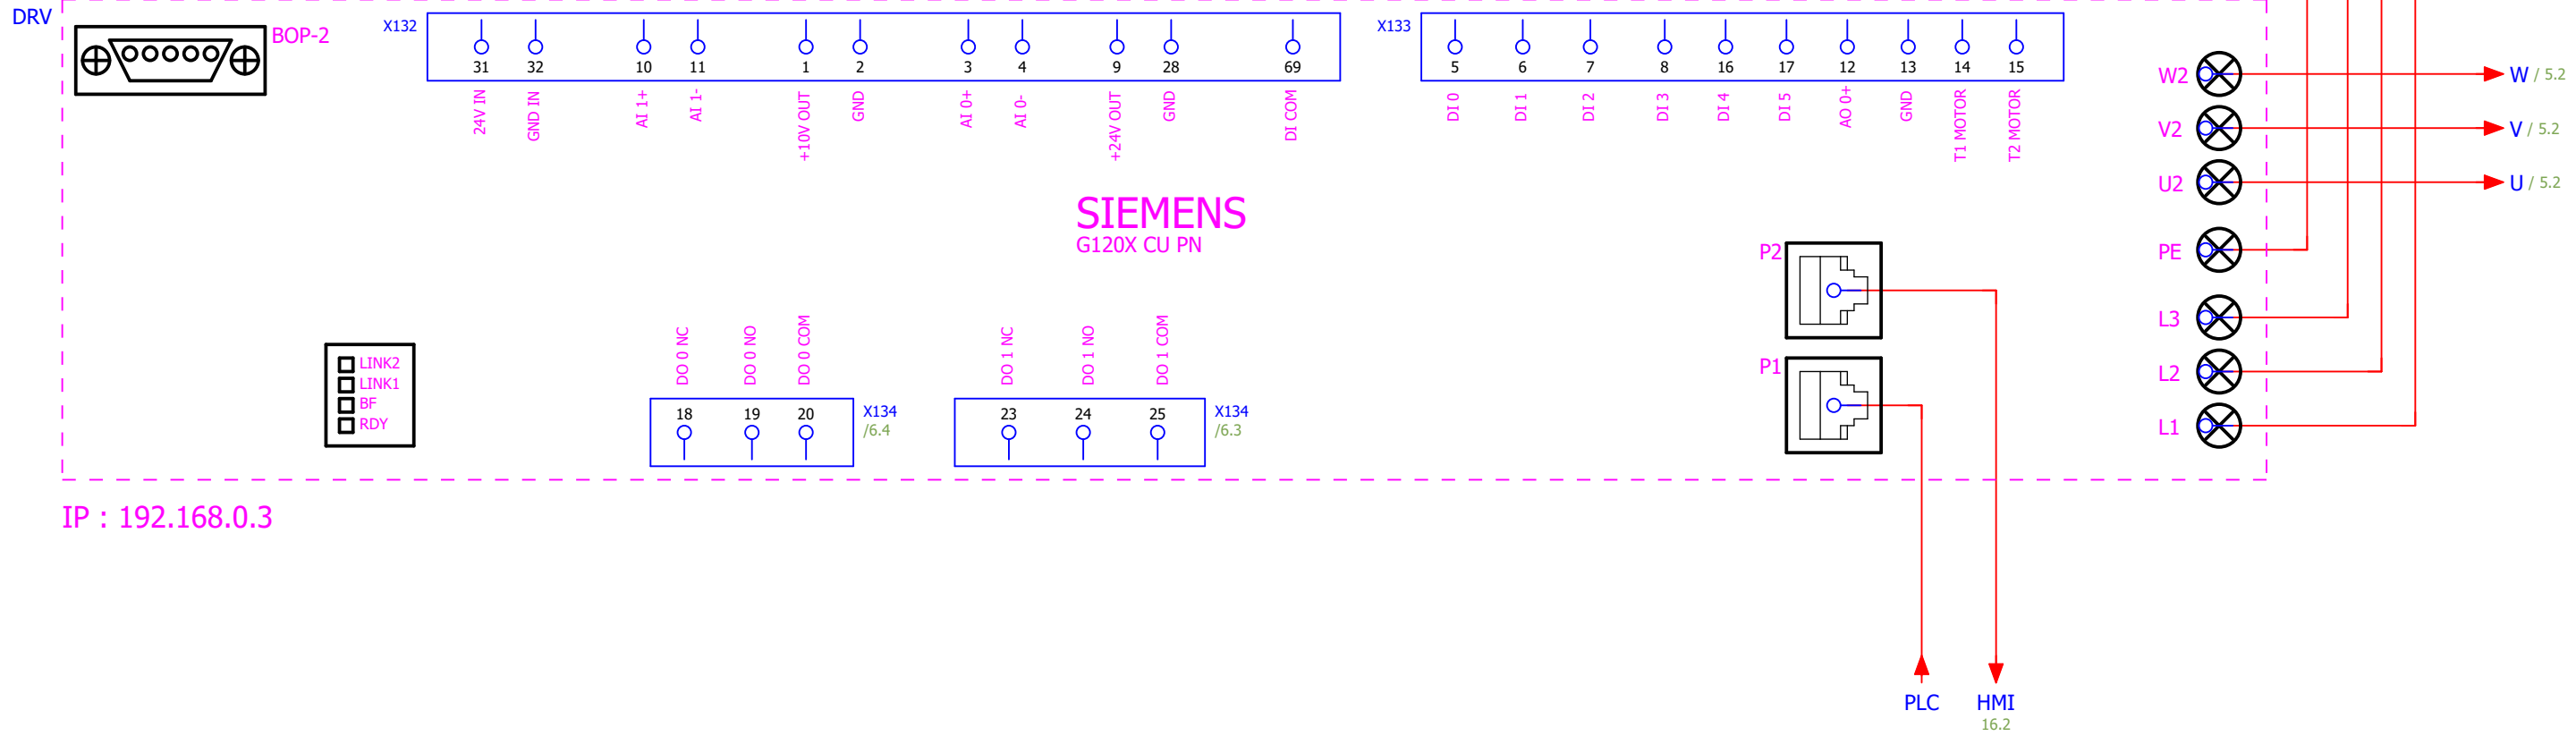 DRV
BOP-2
X132
31 32 10 11 1 2 3 4 9 28 69
24V IN
GND IN
AI 1+
AI 1-
+10V OUT
GND
AI 0+
AI 0-
+24V OUT
GND
DI COM
X133
5 6 7 8 16 17 12 13 14 15
DI 0
DI 1
DI 2
DI 3
DI 4
DI 5
AO 0+
GND
T1 MOTOR
T2 MOTOR
W2
W / 5.2
V2
V / 5.2
U2
U / 5.2
PE
L3
L2
L1
SIEMENS
G120X CU PN
P2
P1
LINK2
LINK1
BF
RDY
DO 0 NC
DO 0 NO
DO 0 COM
18 19 20
X134
/6.4
DO 1 NC
DO 1 NO
DO 1 COM
23 24 25
X134
/6.3
IP : 192.168.0.3
PLC
HMI
16.2